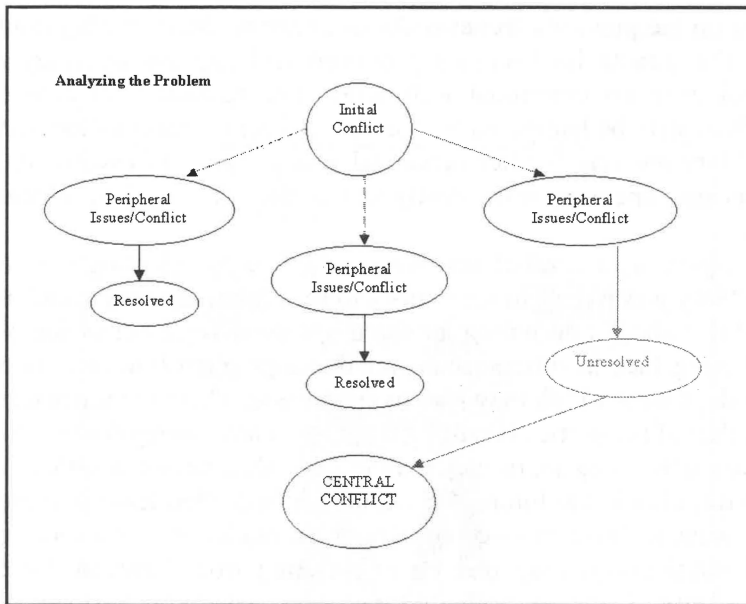 Analyzing the Problem
Initial
Conflict
Peripheral
Issues/Conflict
Peripheral
Issues/Conflict
Peripheral
Issues/Conflict
Resolved
Unresolved
Resolved
CENTRAL
CONFLICT